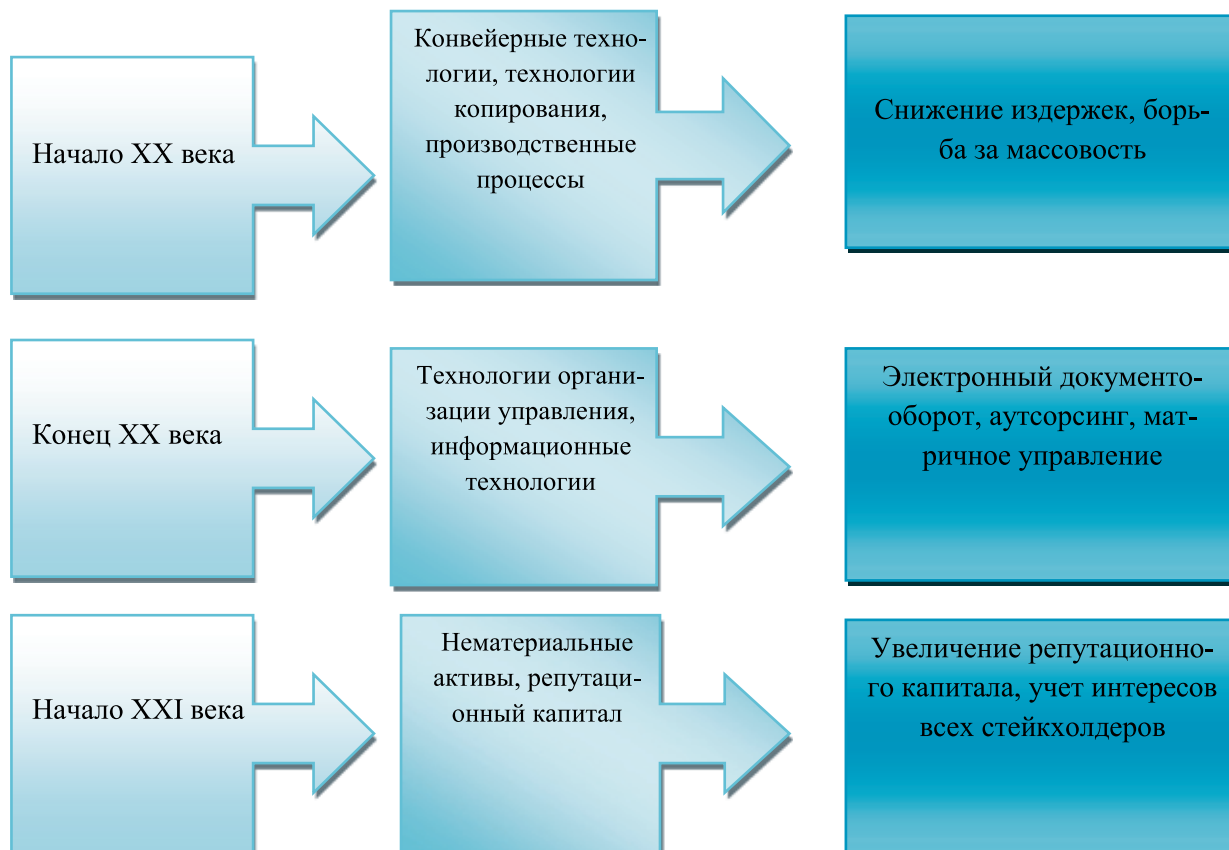 Начало XX века
Конвейерные техно-
логии, технологии
копирования,
производственные
процессы
Снижение издержек, борь-
ба за массовость
Конец XX века
Технологии органи-
зации управления,
информационные
технологии
Электронный документо-
оборот, аутсорсинг, мат-
ричное управление
Начало XXI века
Нематериальные
активы, репутаци-
онный капитал
Увеличение репутационно-
го капитала, учет интересов
всех стейкхолдеров